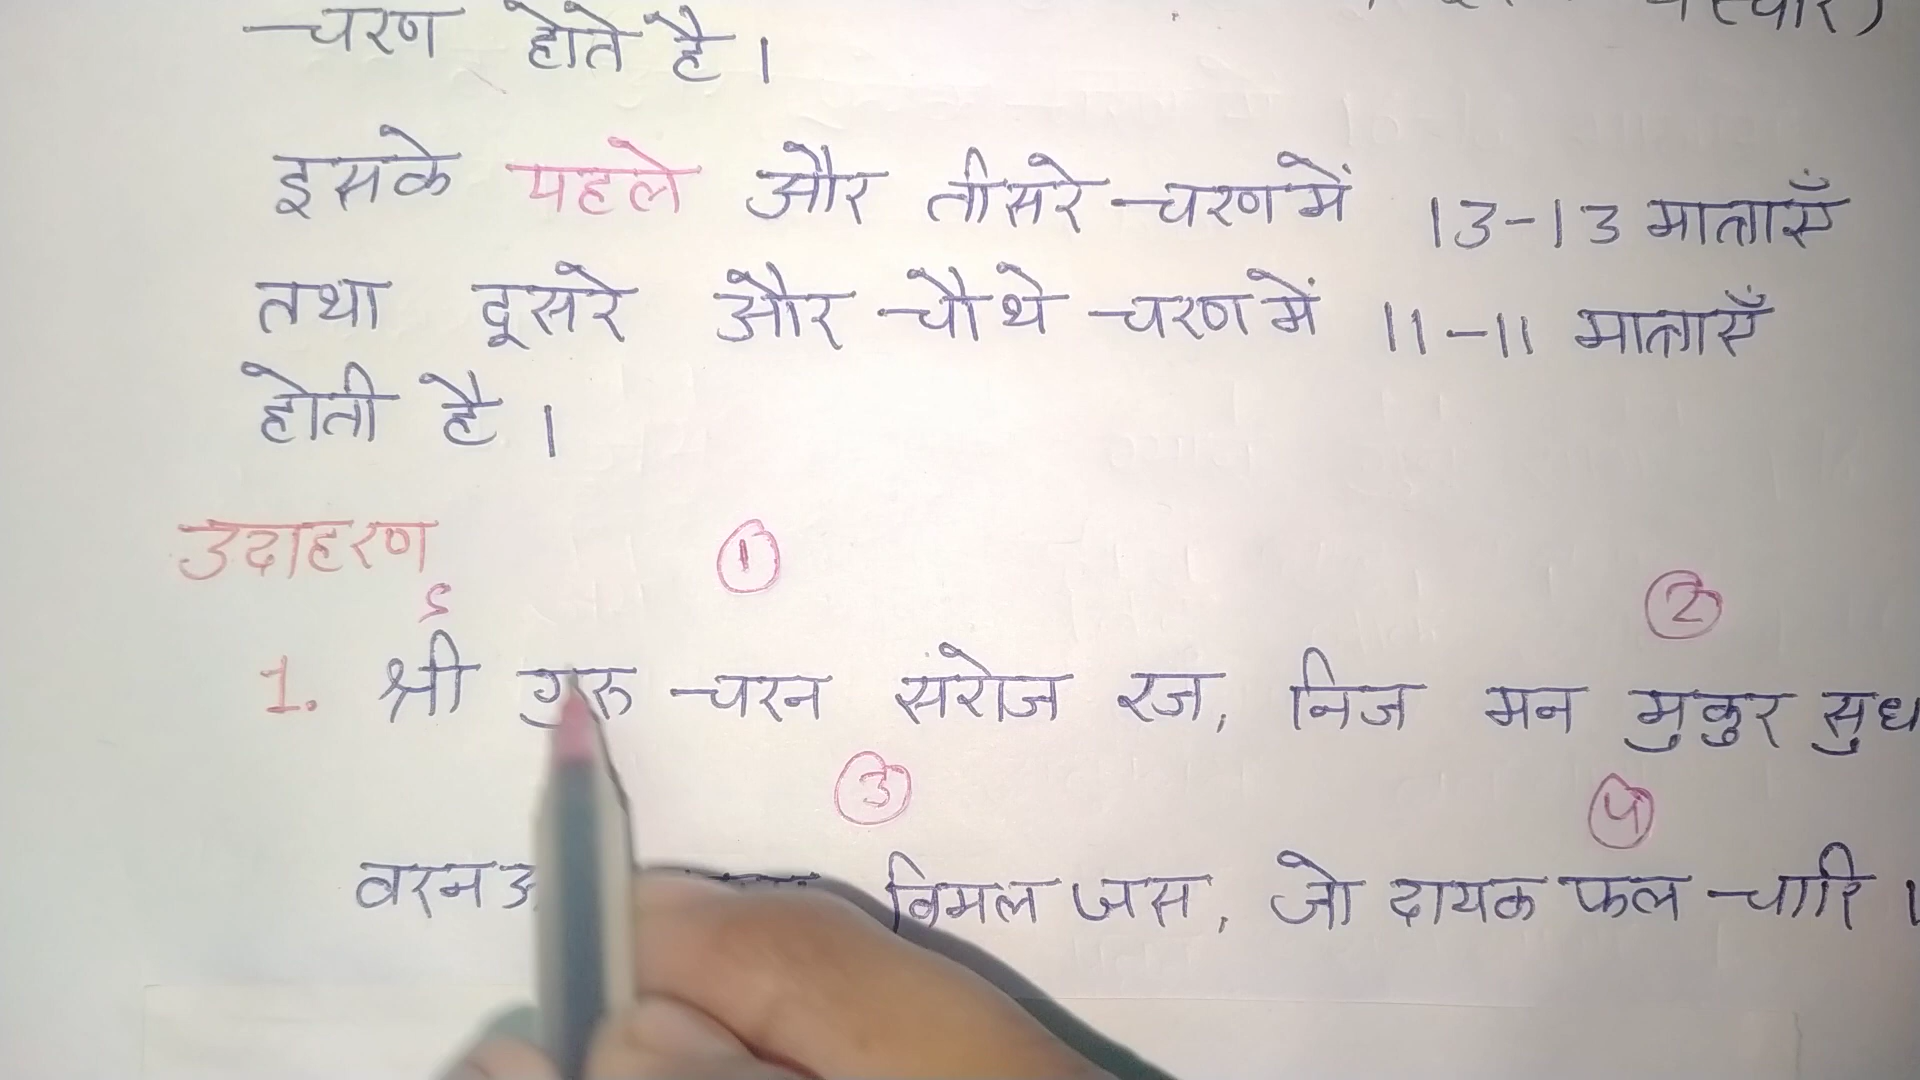 चरण होते है।
इसके पहले और तीसरे चरण में 13-13 मात्राएँ
तथा दूसरे और चौथे चरण में 11-11 मात्राएँ
होती है।
उदाहरण
①
②
S
1. श्री गुरु चरन सरोज रज, निज मन मुकुर
③
④
विमल जस, जो दायक फल चारि।